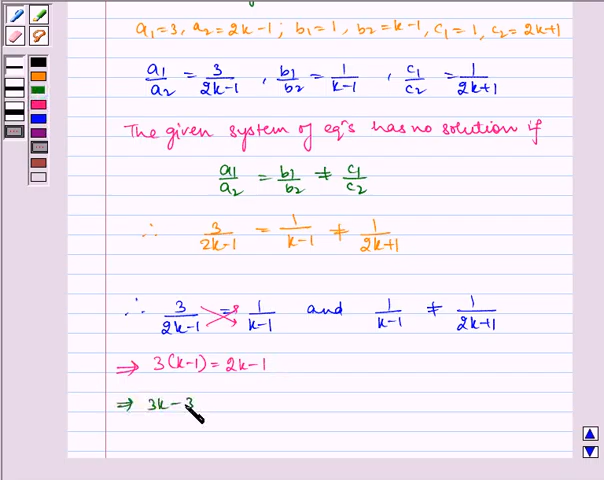 a₁=3, a₂=2k-1; b₁=1, b₂=k-1, c₁=1, c₂=2k+1
a₁/a₂ = 3/2k-1, b₁/b₂ = 1/k-1, c₁/c₂ = 1/2k+1
The given system of eqⁿs has no solution if
a₁/a₂ = b₁/b₂ ≠ c₁/c₂
∴ 3/2k-1 = 1/k-1 ≠ 1/2k+1
∴ 3/2k-1 = 1/k-1 and 1/k-1 ≠ 1/2k+1
⇒ 3(k-1) = 2k-1
⇒ 3k-3